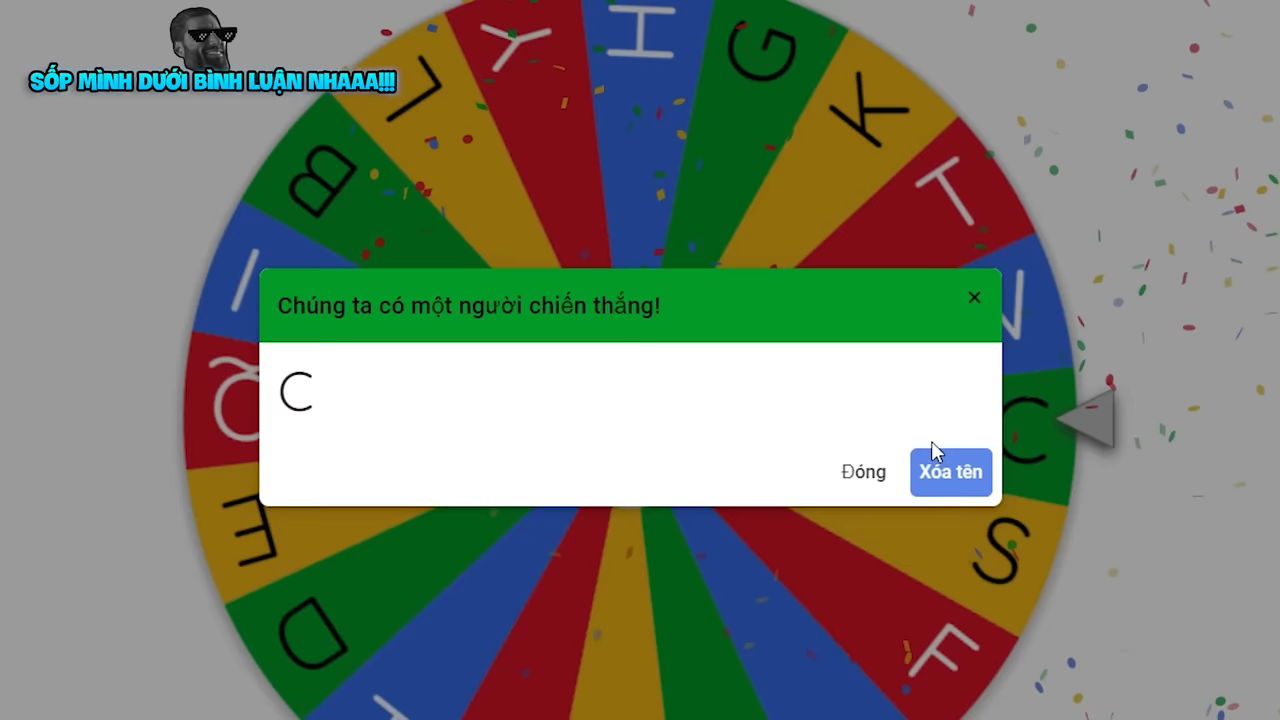 SỐP MÌNH DƯỚI BÌNH LUẬN NHAAA!!!
Y
H
G
L
K
B
T
I
Chúng ta có một người chiến thắng!
×
C
C
Đóng
Xóa tên
E
S
D
F